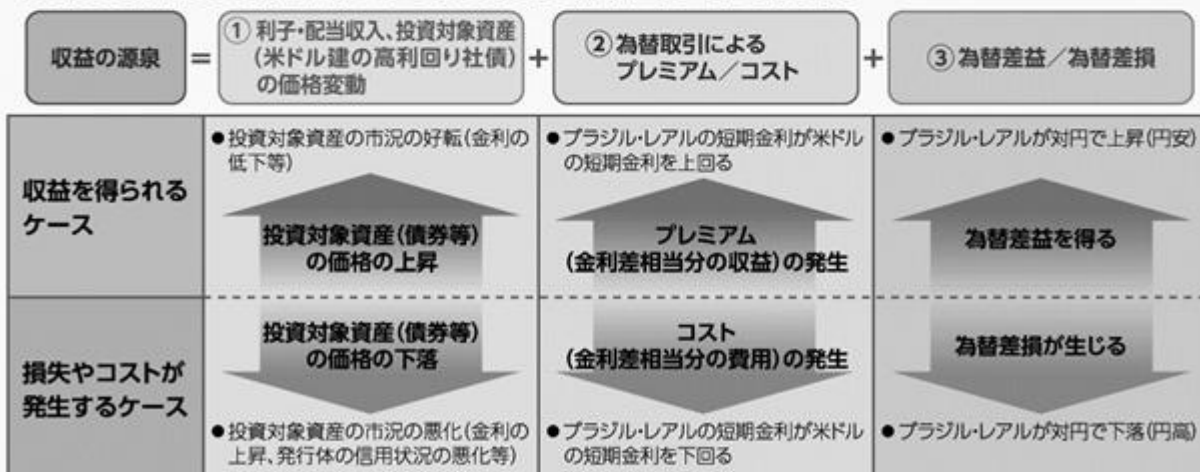 収益の源泉
=
① 利子・配当収入、投資対象資産
(米ドル建の高利回り社債)
の価格変動
+
② 為替取引による
プレミアム/コスト
+
③ 為替差益/為替差損
収益を得られる
ケース
●投資対象資産の市況の好転(金利の
低下等)
投資対象資産(債券等)
の価格の上昇
●ブラジル・レアルの短期金利が米ドル
の短期金利を上回る
プレミアム
(金利差相当分の収益)の発生
●ブラジル・レアルが対円で上昇(円安)
為替差益を得る
損失やコストが
発生するケース
投資対象資産(債券等)
の価格の下落
●投資対象資産の市況の悪化(金利の
上昇、発行体の信用状況の悪化等)
コスト
(金利差相当分の費用)の発生
●ブラジル・レアルの短期金利が米ドル
の短期金利を下回る
為替差損が生じる
●ブラジル・レアルが対円で下落(円高)